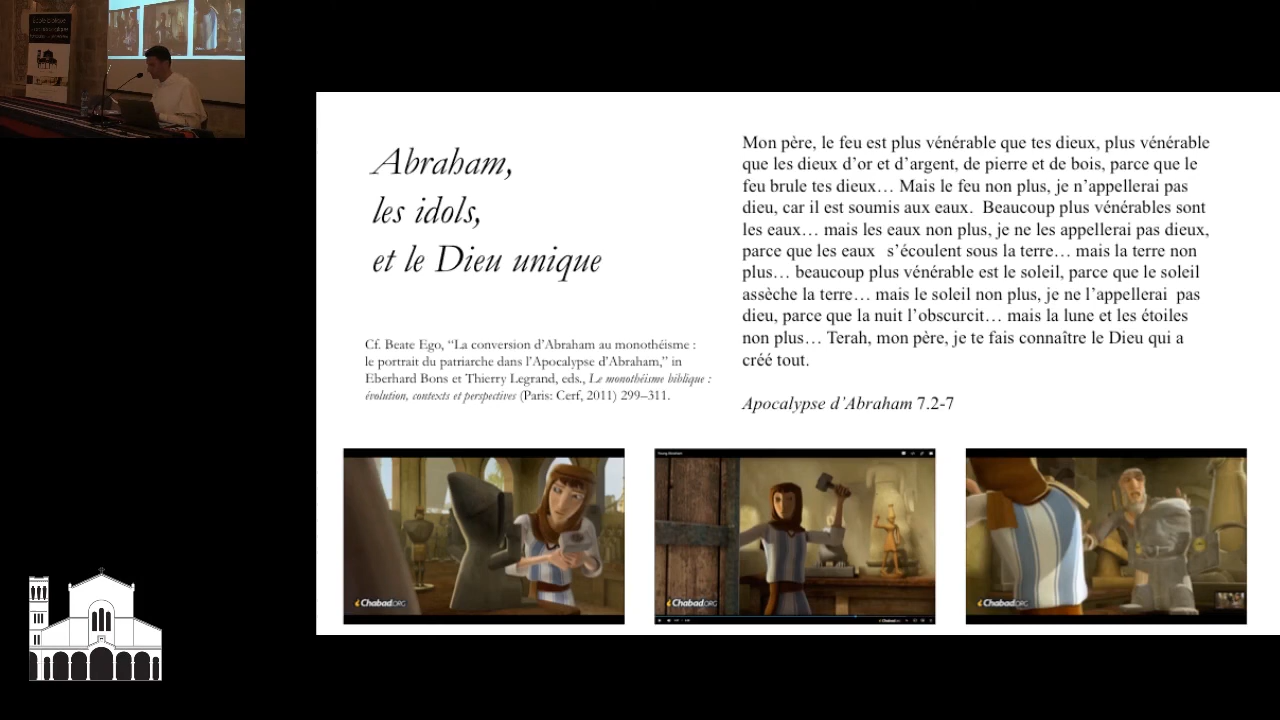 Abraham,
les idols,
et le Dieu unique
Cf. Beate Ego, “La conversion d’Abraham au monothéisme :
le portrait du patriarche dans l’Apocalypse d’Abraham,” in
Eberhard Bons et Thierry Legrand, eds., Le monothéisme biblique :
évolution, contexts et perspectives (Paris: Cerf, 2011) 299–311.
Mon père, le feu est plus vénérable que tes dieux, plus vénérable
que les dieux d’or et d’argent, de pierre et de bois, parce que le
feu brule tes dieux… Mais le feu non plus, je n’appellerai pas
dieu, car il est soumis aux eaux. Beaucoup plus vénérables sont
les eaux… mais les eaux non plus, je ne les appellerai pas dieux,
parce que les eaux s’écoulent sous la terre… mais la terre non
plus… beaucoup plus vénérable est le soleil, parce que le soleil
assèche la terre… mais le soleil non plus, je ne l’appellerai pas
dieu, parce que la nuit l’obscurcit… mais la lune et les étoiles
non plus… Terah, mon père, je te fais connaître le Dieu qui a
créé tout.
Apocalypse d’Abraham 7.2-7
Chabad.ORG
Young Abraham
Chabad.ORG
Chabad.ORG
Chabad.ORG